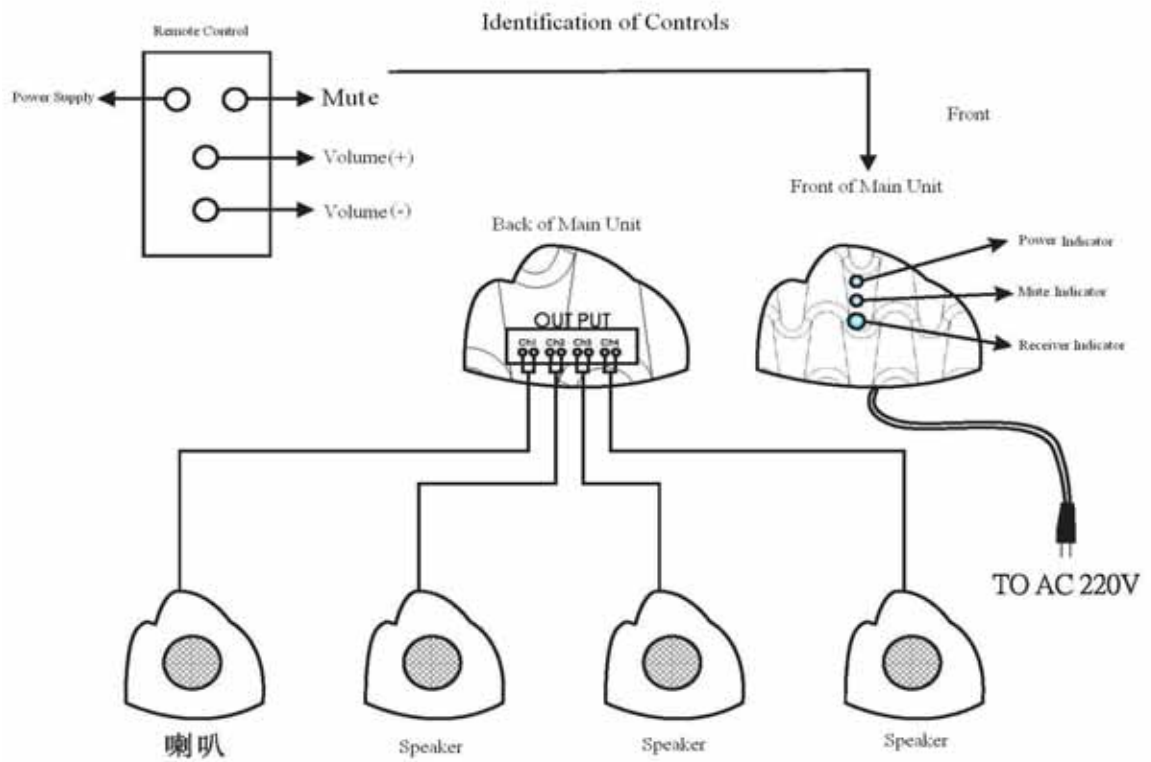 Identification of Controls
Remote Control
Power Supply
Mute
Volume(+)
Volume(-)
Front
Front of Main Unit
Back of Main Unit
Power Indicator
Mute Indicator
Receiver Indicator
OUT PUT
Ch1 Ch2 Ch3 Ch4
TO AC 220V
喇叭
Speaker
Speaker
Speaker